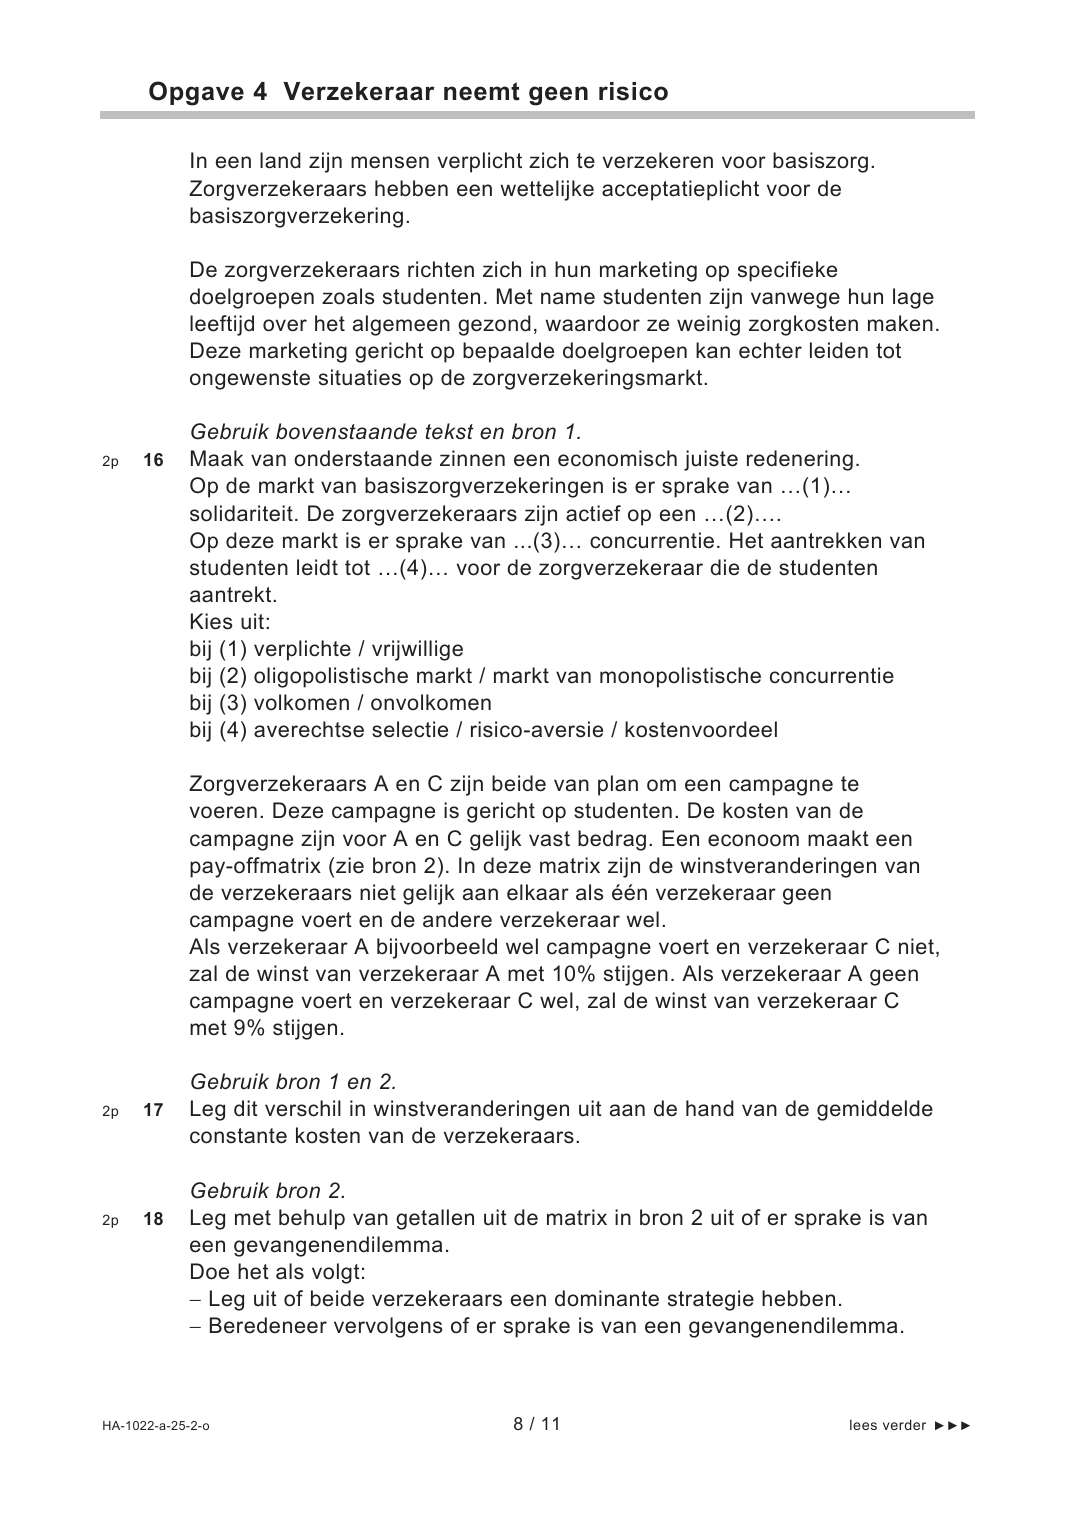 Opgave 4  Verzekeraar neemt geen risico
In een land zijn mensen verplicht zich te verzekeren voor basiszorg.
Zorgverzekeraars hebben een wettelijke acceptatieplicht voor de
basiszorgverzekering.
De zorgverzekeraars richten zich in hun marketing op specifieke
doelgroepen zoals studenten. Met name studenten zijn vanwege hun lage
leeftijd over het algemeen gezond, waardoor ze weinig zorgkosten maken.
Deze marketing gericht op bepaalde doelgroepen kan echter leiden tot
ongewenste situaties op de zorgverzekeringsmarkt.
Gebruik bovenstaande tekst en bron 1.
2p 16 Maak van onderstaande zinnen een economisch juiste redenering.
Op de markt van basiszorgverzekeringen is er sprake van …(1)…
solidariteit. De zorgverzekeraars zijn actief op een …(2)….
Op deze markt is er sprake van ...(3)… concurrentie. Het aantrekken van
studenten leidt tot …(4)… voor de zorgverzekeraar die de studenten
aantrekt.
Kies uit:
bij (1) verplichte / vrijwillige
bij (2) oligopolistische markt / markt van monopolistische concurrentie
bij (3) volkomen / onvolkomen
bij (4) averechtse selectie / risico-aversie / kostenvoordeel
Zorgverzekeraars A en C zijn beide van plan om een campagne te
voeren. Deze campagne is gericht op studenten. De kosten van de
campagne zijn voor A en C gelijk vast bedrag. Een econoom maakt een
pay-offmatrix (zie bron 2). In deze matrix zijn de winstveranderingen van
de verzekeraars niet gelijk aan elkaar als één verzekeraar geen
campagne voert en de andere verzekeraar wel.
Als verzekeraar A bijvoorbeeld wel campagne voert en verzekeraar C niet,
zal de winst van verzekeraar A met 10% stijgen. Als verzekeraar A geen
campagne voert en verzekeraar C wel, zal de winst van verzekeraar C
met 9% stijgen.
Gebruik bron 1 en 2.
2p 17 Leg dit verschil in winstveranderingen uit aan de hand van de gemiddelde
constante kosten van de verzekeraars.
Gebruik bron 2.
2p 18 Leg met behulp van getallen uit de matrix in bron 2 uit of er sprake is van
een gevangenendilemma.
Doe het als volgt:
– Leg uit of beide verzekeraars een dominante strategie hebben.
– Beredeneer vervolgens of er sprake is van een gevangenendilemma.
HA-1022-a-25-2-o 8 / 11 lees verder ►►►